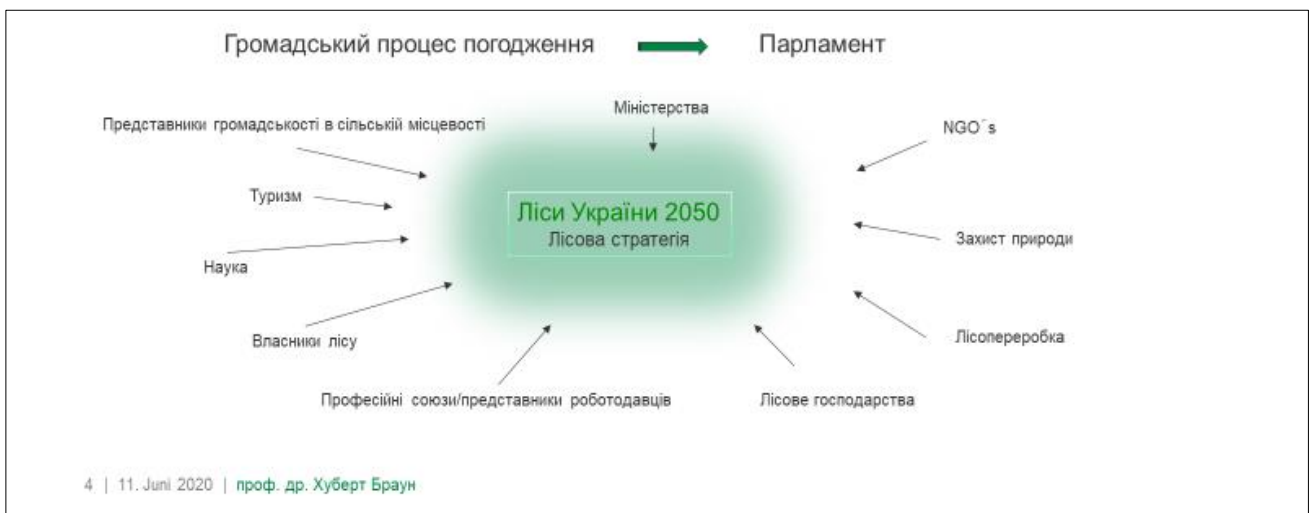 Громадський процес погодження
Парламент
Міністерства
Представники громадськості в сільській місцевості
NGO´s
Туризм
Ліси України 2050
Лісова стратегія
Захист природи
Наука
Власники лісу
Лісопереробка
Професійні союзи/представники роботодавців
Лісове господарства
4 | 11. Juni 2020 | проф. др. Хуберт Браун